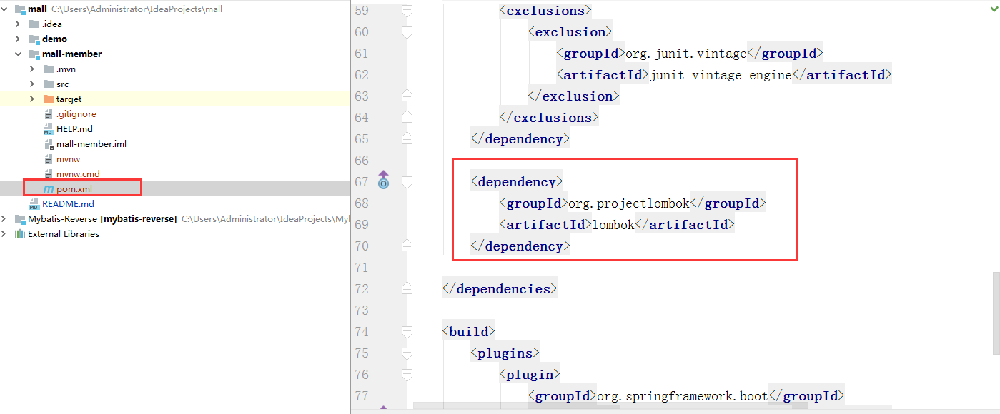 mall C:\Users\Administrator\IdeaProjects\mall
.idea
demo
mall-member
.mvn
src
target
.gitignore
HELP.md
mall-member.iml
mvnw
mvnw.cmd
pom.xml
README.md
Mybatis-Reverse [mybatis-reverse] C:\Users\Administrator\IdeaProjects\Myb
External Libraries
59 <exclusions>
60 <exclusion>
61 <groupId>org.junit.vintage</groupId>
62 <artifactId>junit-vintage-engine</artifactId>
63 </exclusion>
64 </exclusions>
65 </dependency>
66
67 <dependency>
68 <groupId>org.projectlombok</groupId>
69 <artifactId>lombok</artifactId>
70 </dependency>
71
72 </dependencies>
73
74 <build>
75 <plugins>
76 <plugin>
77 <groupId>org.springframework.boot</groupId>